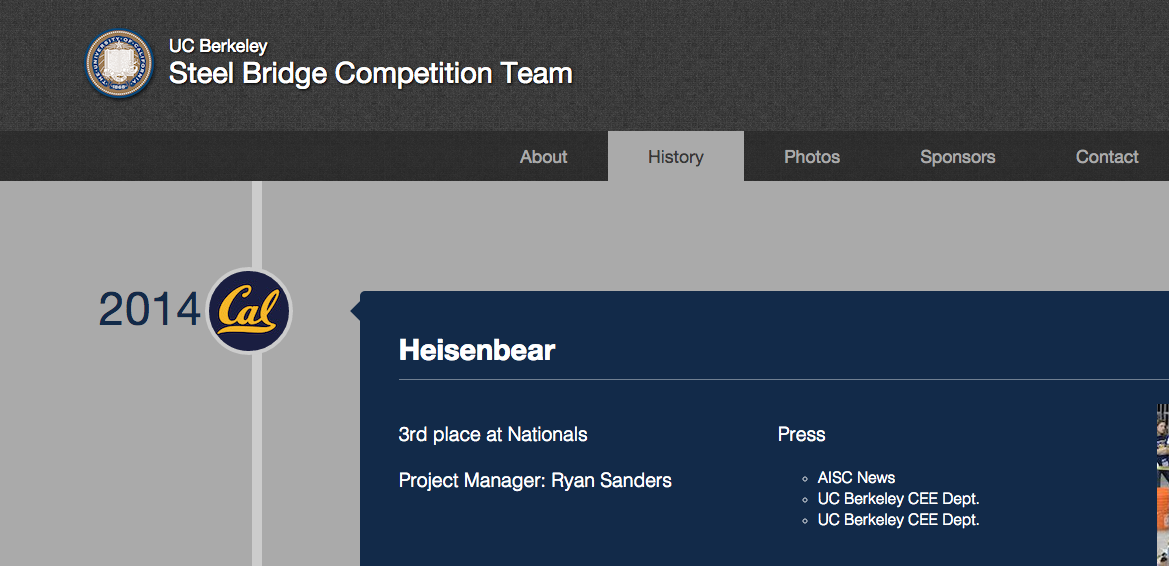 UC Berkeley
Steel Bridge Competition Team
About
History
Photos
Sponsors
Contact
2014
Cal
Heisenbear
3rd place at Nationals
Project Manager: Ryan Sanders
Press
AISC News
UC Berkeley CEE Dept.
UC Berkeley CEE Dept.